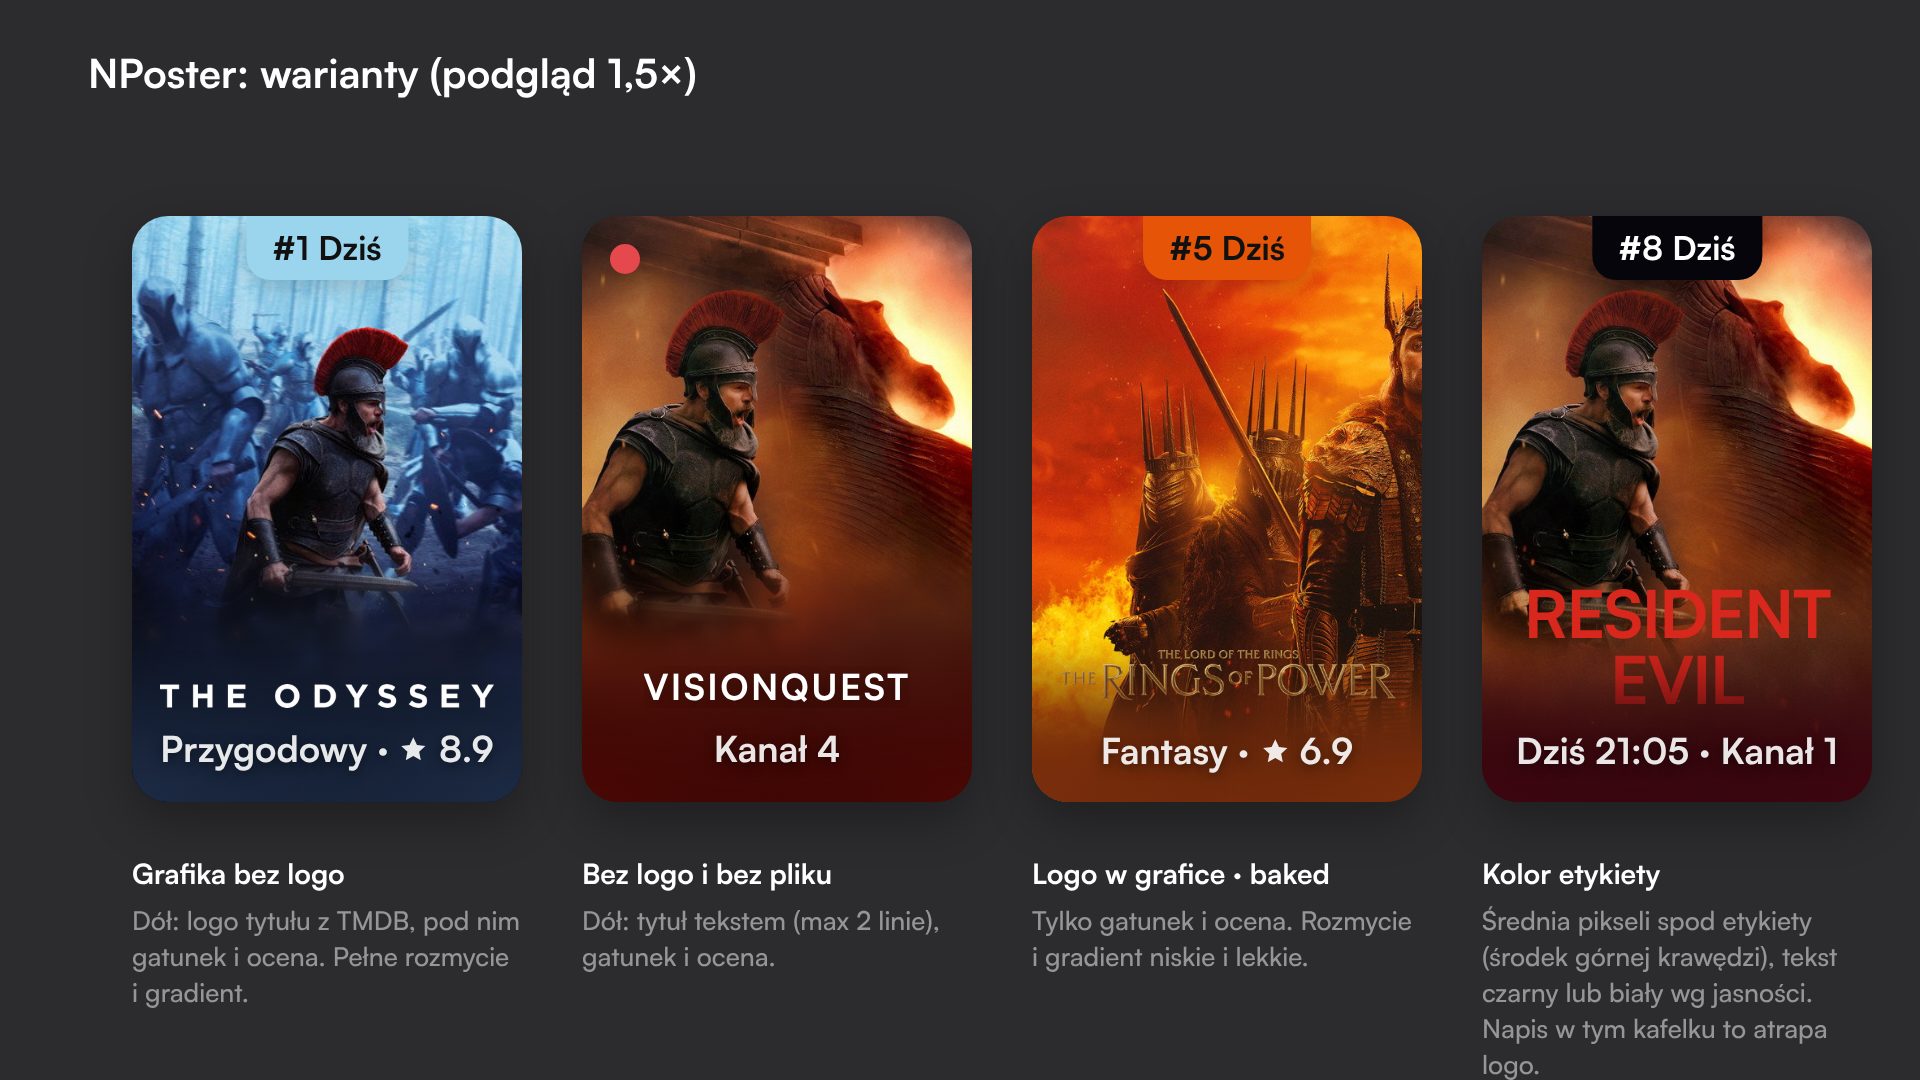 NPoster: warianty (podgląd 1,5×)
#1 Dziś
THE ODYSSEY
Przygodowy · ★ 8.9
Grafika bez logo
Dół: logo tytułu z TMDB, pod nim
gatunek i ocena. Pełne rozmycie
i gradient.
VISIONQUEST
Kanał 4
Bez logo i bez pliku
Dół: tytuł tekstem (max 2 linie),
gatunek i ocena.
#5 Dziś
THE LORD OF THE RINGS
THE RINGS OF POWER
Fantasy · ★ 6.9
Logo w grafice · baked
Tylko gatunek i ocena. Rozmycie
i gradient niskie i lekkie.
#8 Dziś
RESIDENT
EVIL
Dziś 21:05 · Kanał 1
Kolor etykiety
Średnia pikseli spod etykiety
(środek górnej krawędzi), tekst
czarny lub biały wg jasności.
Napis w tym kafelku to atrapa
logo.